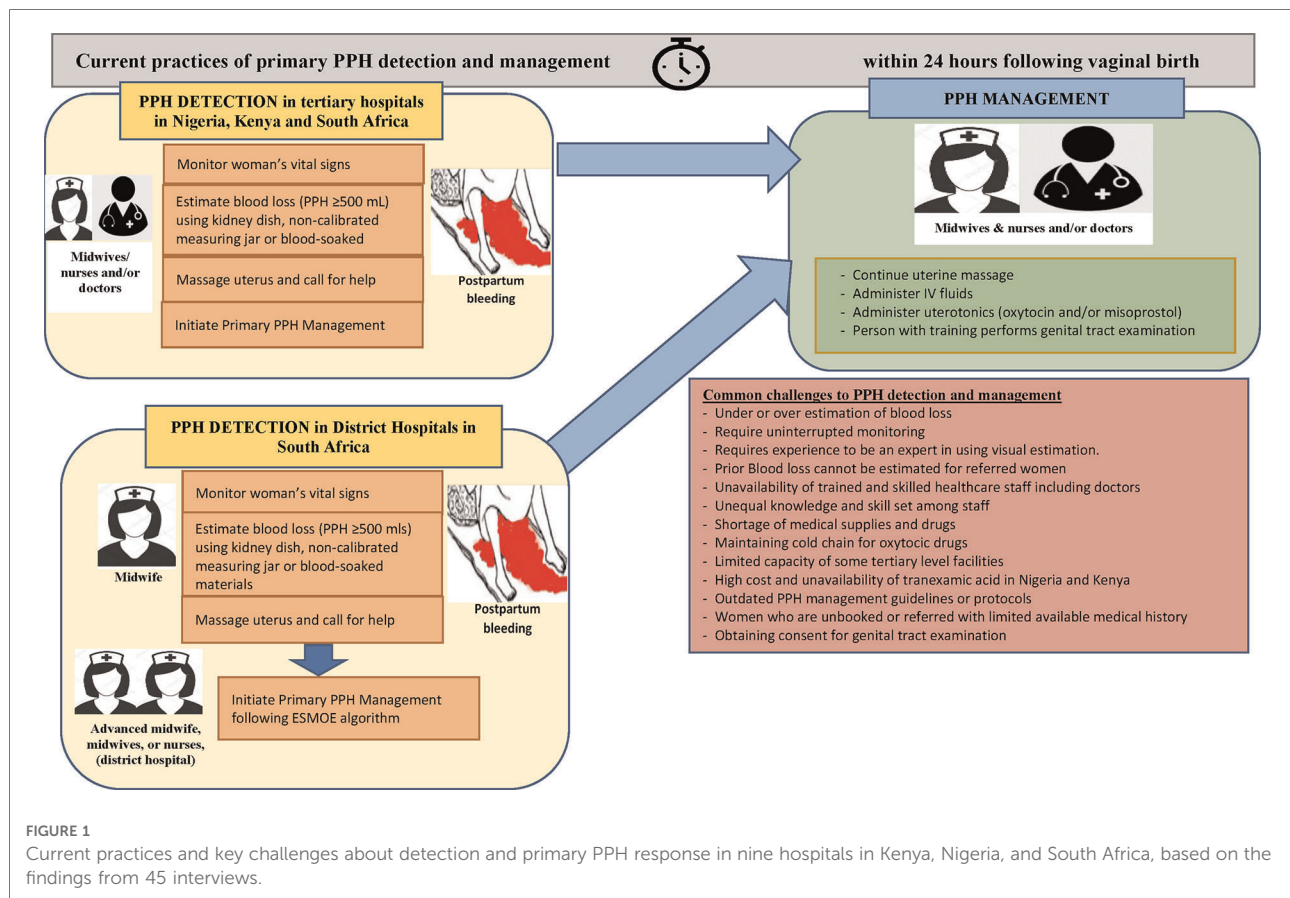 Current practices of primary PPH detection and management
within 24 hours following vaginal birth
PPH DETECTION in tertiary hospitals
in Nigeria, Kenya and South Africa
Midwives/
nurses and/or
doctors
Monitor woman's vital signs
Estimate blood loss (PPH ≥500 mL)
using kidney dish, non-calibrated
measuring jar or blood-soaked
Massage uterus and call for help
Initiate Primary PPH Management
Postpartum
bleeding
PPH MANAGEMENT
Midwives & nurses and/or doctors
- Continue uterine massage
- Administer IV fluids
- Administer uterotonics (oxytocin and/or misoprostol)
- Person with training performs genital tract examination
PPH DETECTION in District Hospitals in
South Africa
Midwife
Monitor woman's vital signs
Estimate blood loss (PPH ≥500 mls)
using kidney dish, non-calibrated
measuring jar or blood-soaked
materials
Massage uterus and call for help
Postpartum
bleeding
Advanced midwife,
midwives, or nurses,
(district hospital)
Initiate Primary PPH Management
following ESMOE algorithm
Common challenges to PPH detection and management
- Under or over estimation of blood loss
- Require uninterrupted monitoring
- Requires experience to be an expert in using visual estimation.
- Prior Blood loss cannot be estimated for referred women
- Unavailability of trained and skilled healthcare staff including doctors
- Unequal knowledge and skill set among staff
- Shortage of medical supplies and drugs
- Maintaining cold chain for oxytocic drugs
- Limited capacity of some tertiary level facilities
- High cost and unavailability of tranexamic acid in Nigeria and Kenya
- Outdated PPH management guidelines or protocols
- Women who are unbooked or referred with limited available medical history
- Obtaining consent for genital tract examination
FIGURE 1
Current practices and key challenges about detection and primary PPH response in nine hospitals in Kenya, Nigeria, and South Africa, based on the
findings from 45 interviews.